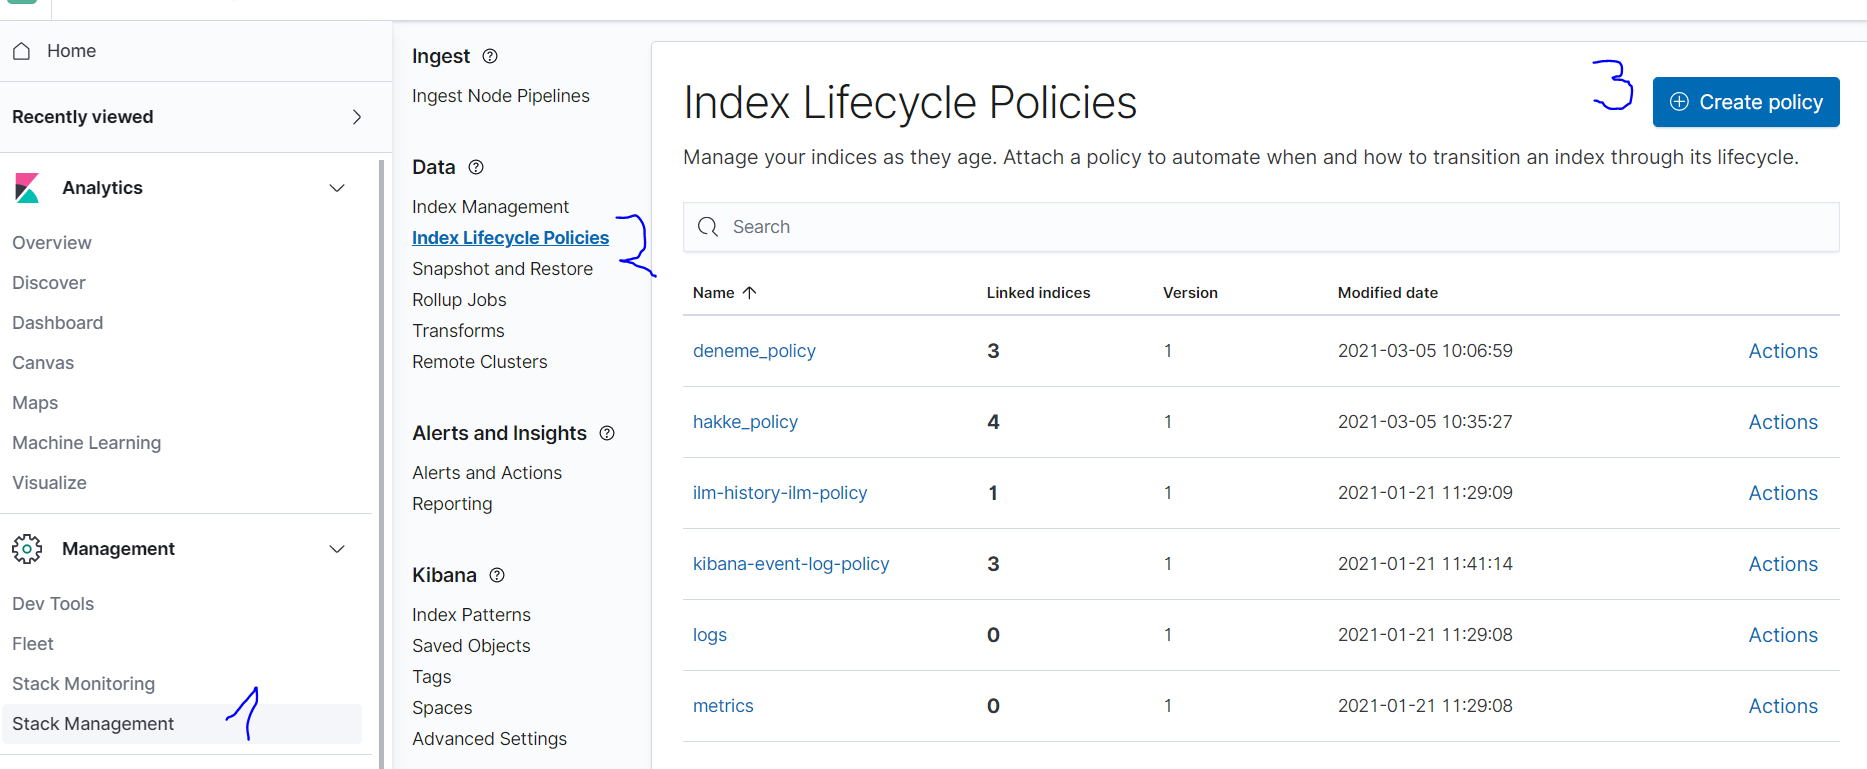 Home
Recently viewed
Analytics
Overview
Discover
Dashboard
Canvas
Maps
Machine Learning
Visualize
Management
Dev Tools
Fleet
Stack Monitoring
Stack Management
1
Ingest
Ingest Node Pipelines
Data
Index Management
Index Lifecycle Policies
2
Snapshot and Restore
Rollup Jobs
Transforms
Remote Clusters
Alerts and Insights
Alerts and Actions
Reporting
Kibana
Index Patterns
Saved Objects
Tags
Spaces
Advanced Settings
Index Lifecycle Policies
3
Create policy
Manage your indices as they age. Attach a policy to automate when and how to transition an index through its lifecycle.
Search
Name Linked indices Version Modified date
deneme_policy 3 1 2021-03-05 10:06:59 Actions
hakke_policy 4 1 2021-03-05 10:35:27 Actions
ilm-history-ilm-policy 1 1 2021-01-21 11:29:09 Actions
kibana-event-log-policy 3 1 2021-01-21 11:41:14 Actions
logs 0 1 2021-01-21 11:29:08 Actions
metrics 0 1 2021-01-21 11:29:08 Actions